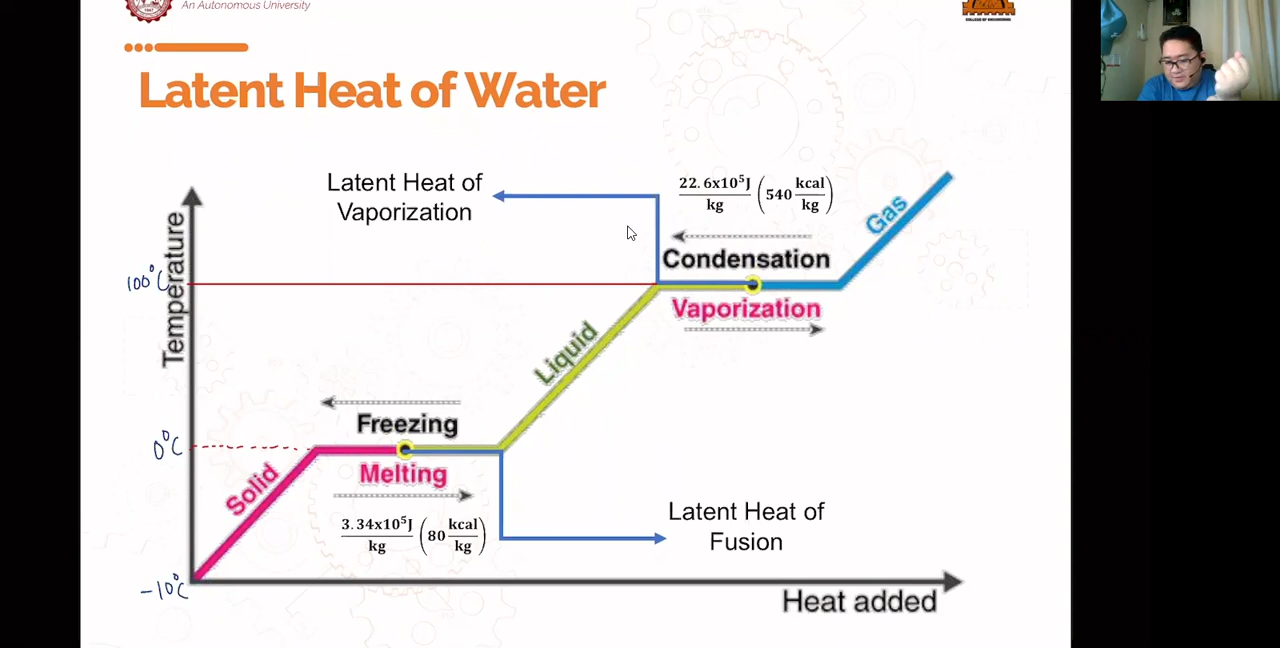 An Autonomous University
Latent Heat of Water
Latent Heat of
Vaporization
22.6x10⁵J/kg (540 kcal/kg)
Gas
Condensation
100°C
Vaporization
Temperature
Liquid
Freezing
0°C
Melting
Solid
3.34x10⁵J/kg (80 kcal/kg)
Latent Heat of
Fusion
-10°C
Heat added